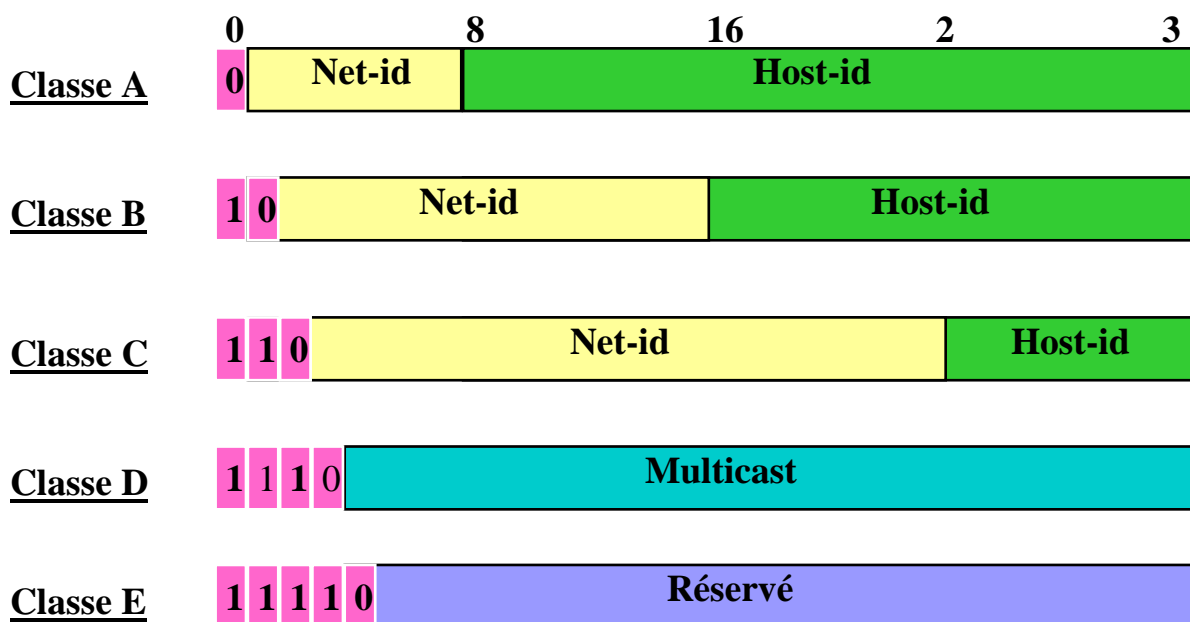 0 8 16 2 3
Classe A 0 Net-id Host-id
Classe B 1 0 Net-id Host-id
Classe C 1 1 0 Net-id Host-id
Classe D 1 1 1 0 Multicast
Classe E 1 1 1 1 0 Réservé